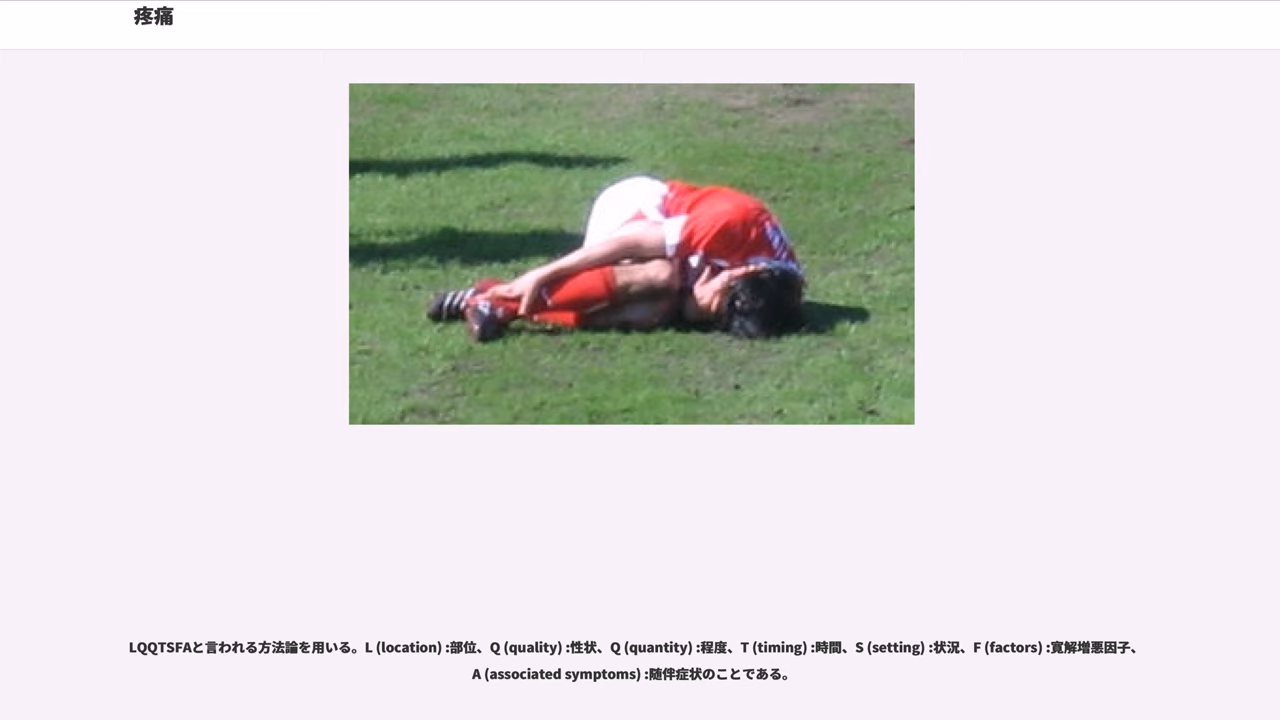 疼痛
LQQTSFAと言われる方法論を用いる。L (location) :部位、Q (quality) :性状、Q (quantity) :程度、T (timing) :時間、S (setting) :状況、F (factors) :寛解増悪因子、
A (associated symptoms) :随伴症状のことである。